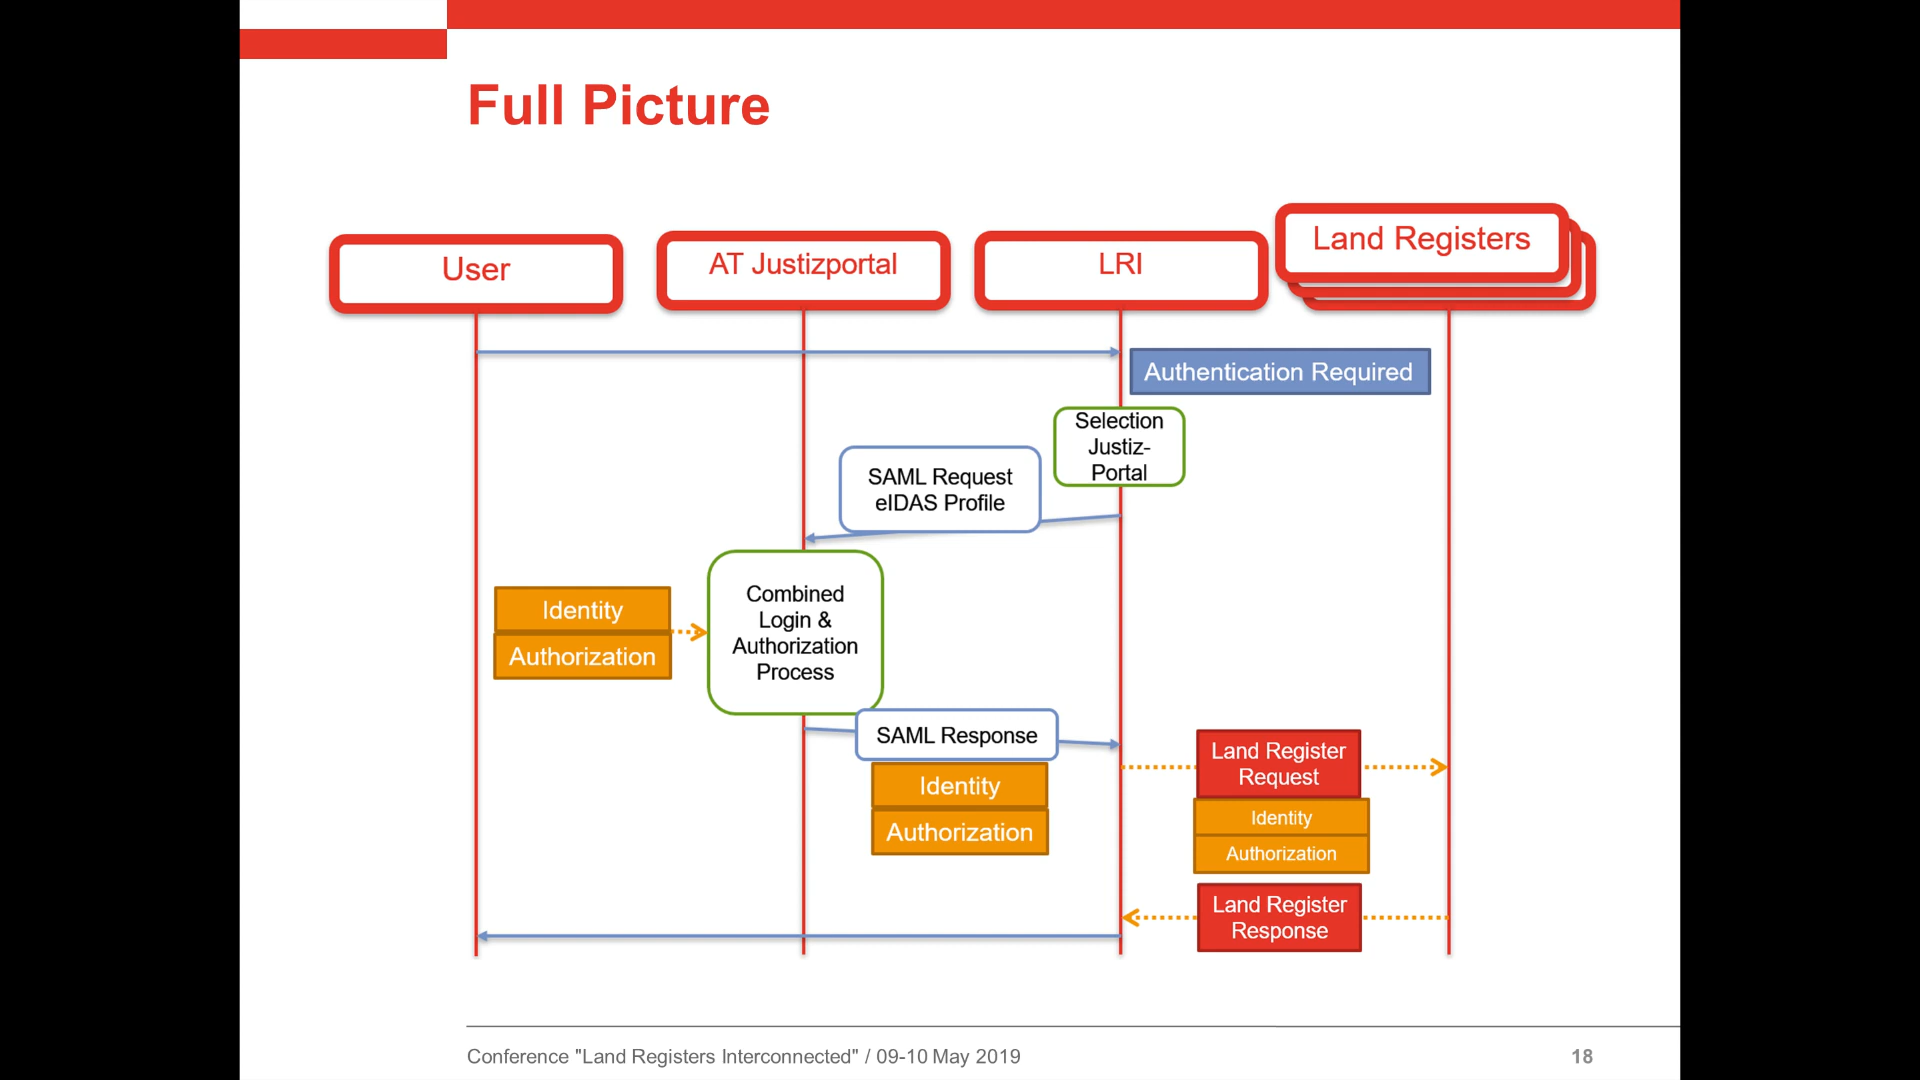 Full Picture
User
AT Justizportal
LRI
Land Registers
Authentication Required
Selection
Justiz-
Portal
SAML Request
eIDAS Profile
Identity
Authorization
Combined
Login &
Authorization
Process
SAML Response
Identity
Authorization
Land Register
Request
Identity
Authorization
Land Register
Response
Conference "Land Registers Interconnected" / 09-10 May 2019
18